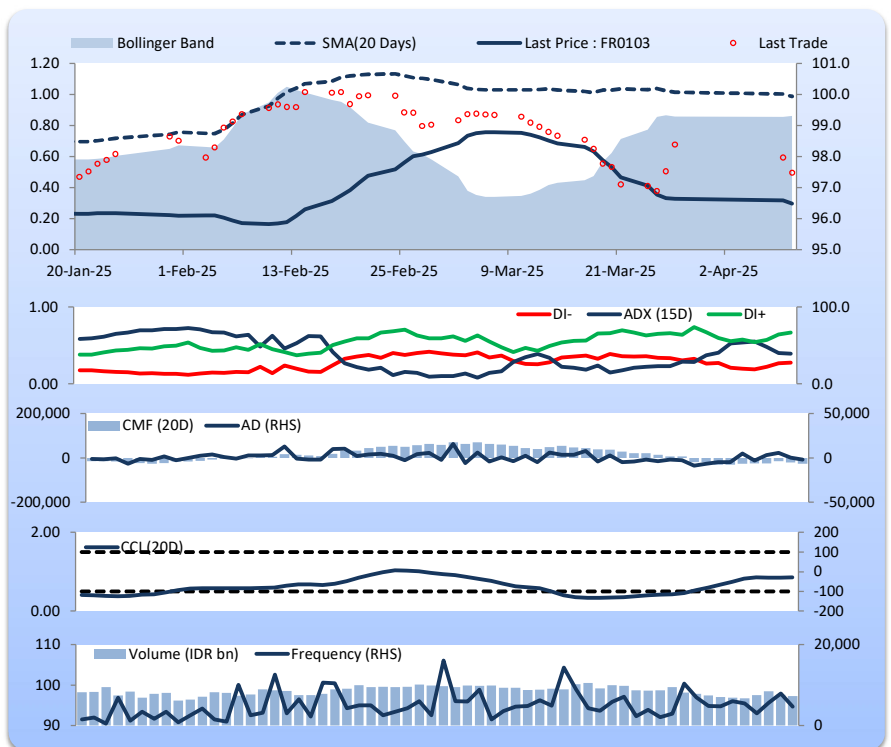 Bollinger Band SMA(20 Days) Last Price : FR0103 Last Trade
1.20 101.0
1.00 100.0
0.80 99.0
0.60 98.0
0.40 97.0
0.20 96.0
0.00 95.0
20-Jan-25 1-Feb-25 13-Feb-25 25-Feb-25 9-Mar-25 21-Mar-25 2-Apr-25
1.00 DI- ADX (15D) DI+ 100.0
0.00 0.0
200,000 CMF (20D) AD (RHS) 50,000
0 0
-200,000 -50,000
2.00 200
CCL(20D) 100
0
-100
0.00 -200
110 Volume (IDR bn) Frequency (RHS) 20,000
100
90 0